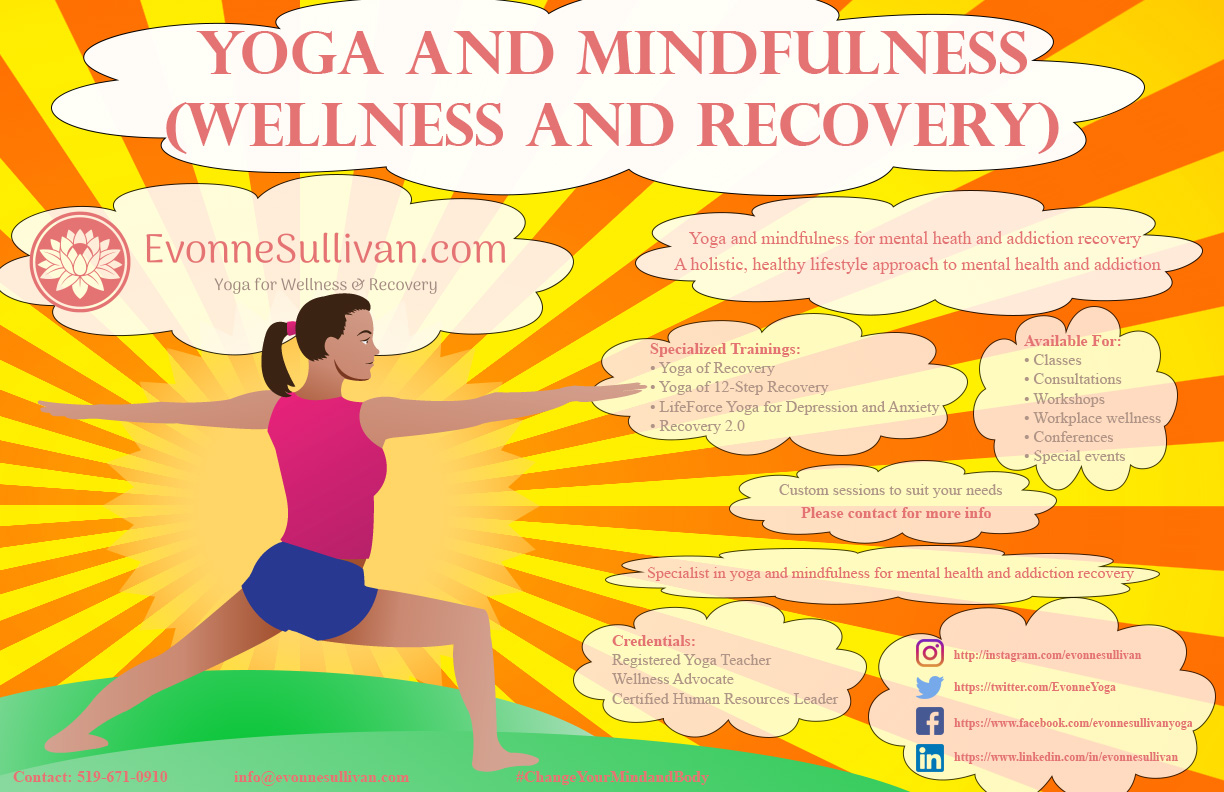 YOGA AND MINDFULNESS
(WELLNESS AND RECOVERY)
EvonneSullivan.com
Yoga for Wellness & Recovery
Yoga and mindfulness for mental heath and addiction recovery
A holistic, healthy lifestyle approach to mental health and addiction
Specialized Trainings:
• Yoga of Recovery
• Yoga of 12-Step Recovery
• LifeForce Yoga for Depression and Anxiety
• Recovery 2.0
Available For:
• Classes
• Consultations
• Workshops
• Workplace wellness
• Conferences
• Special events
Custom sessions to suit your needs
Please contact for more info
Specialist in yoga and mindfulness for mental health and addiction recovery
Credentials:
Registered Yoga Teacher
Wellness Advocate
Certified Human Resources Leader
http://instagram.com/evonnesullivan
https://twitter.com/EvonneYoga
https://www.facebook.com/evonnesullivanyoga
https://www.linkedin.com/in/evonnesullivan
Contact: 519-671-0910 info@evonnesullivan.com #ChangeYourMindandBody